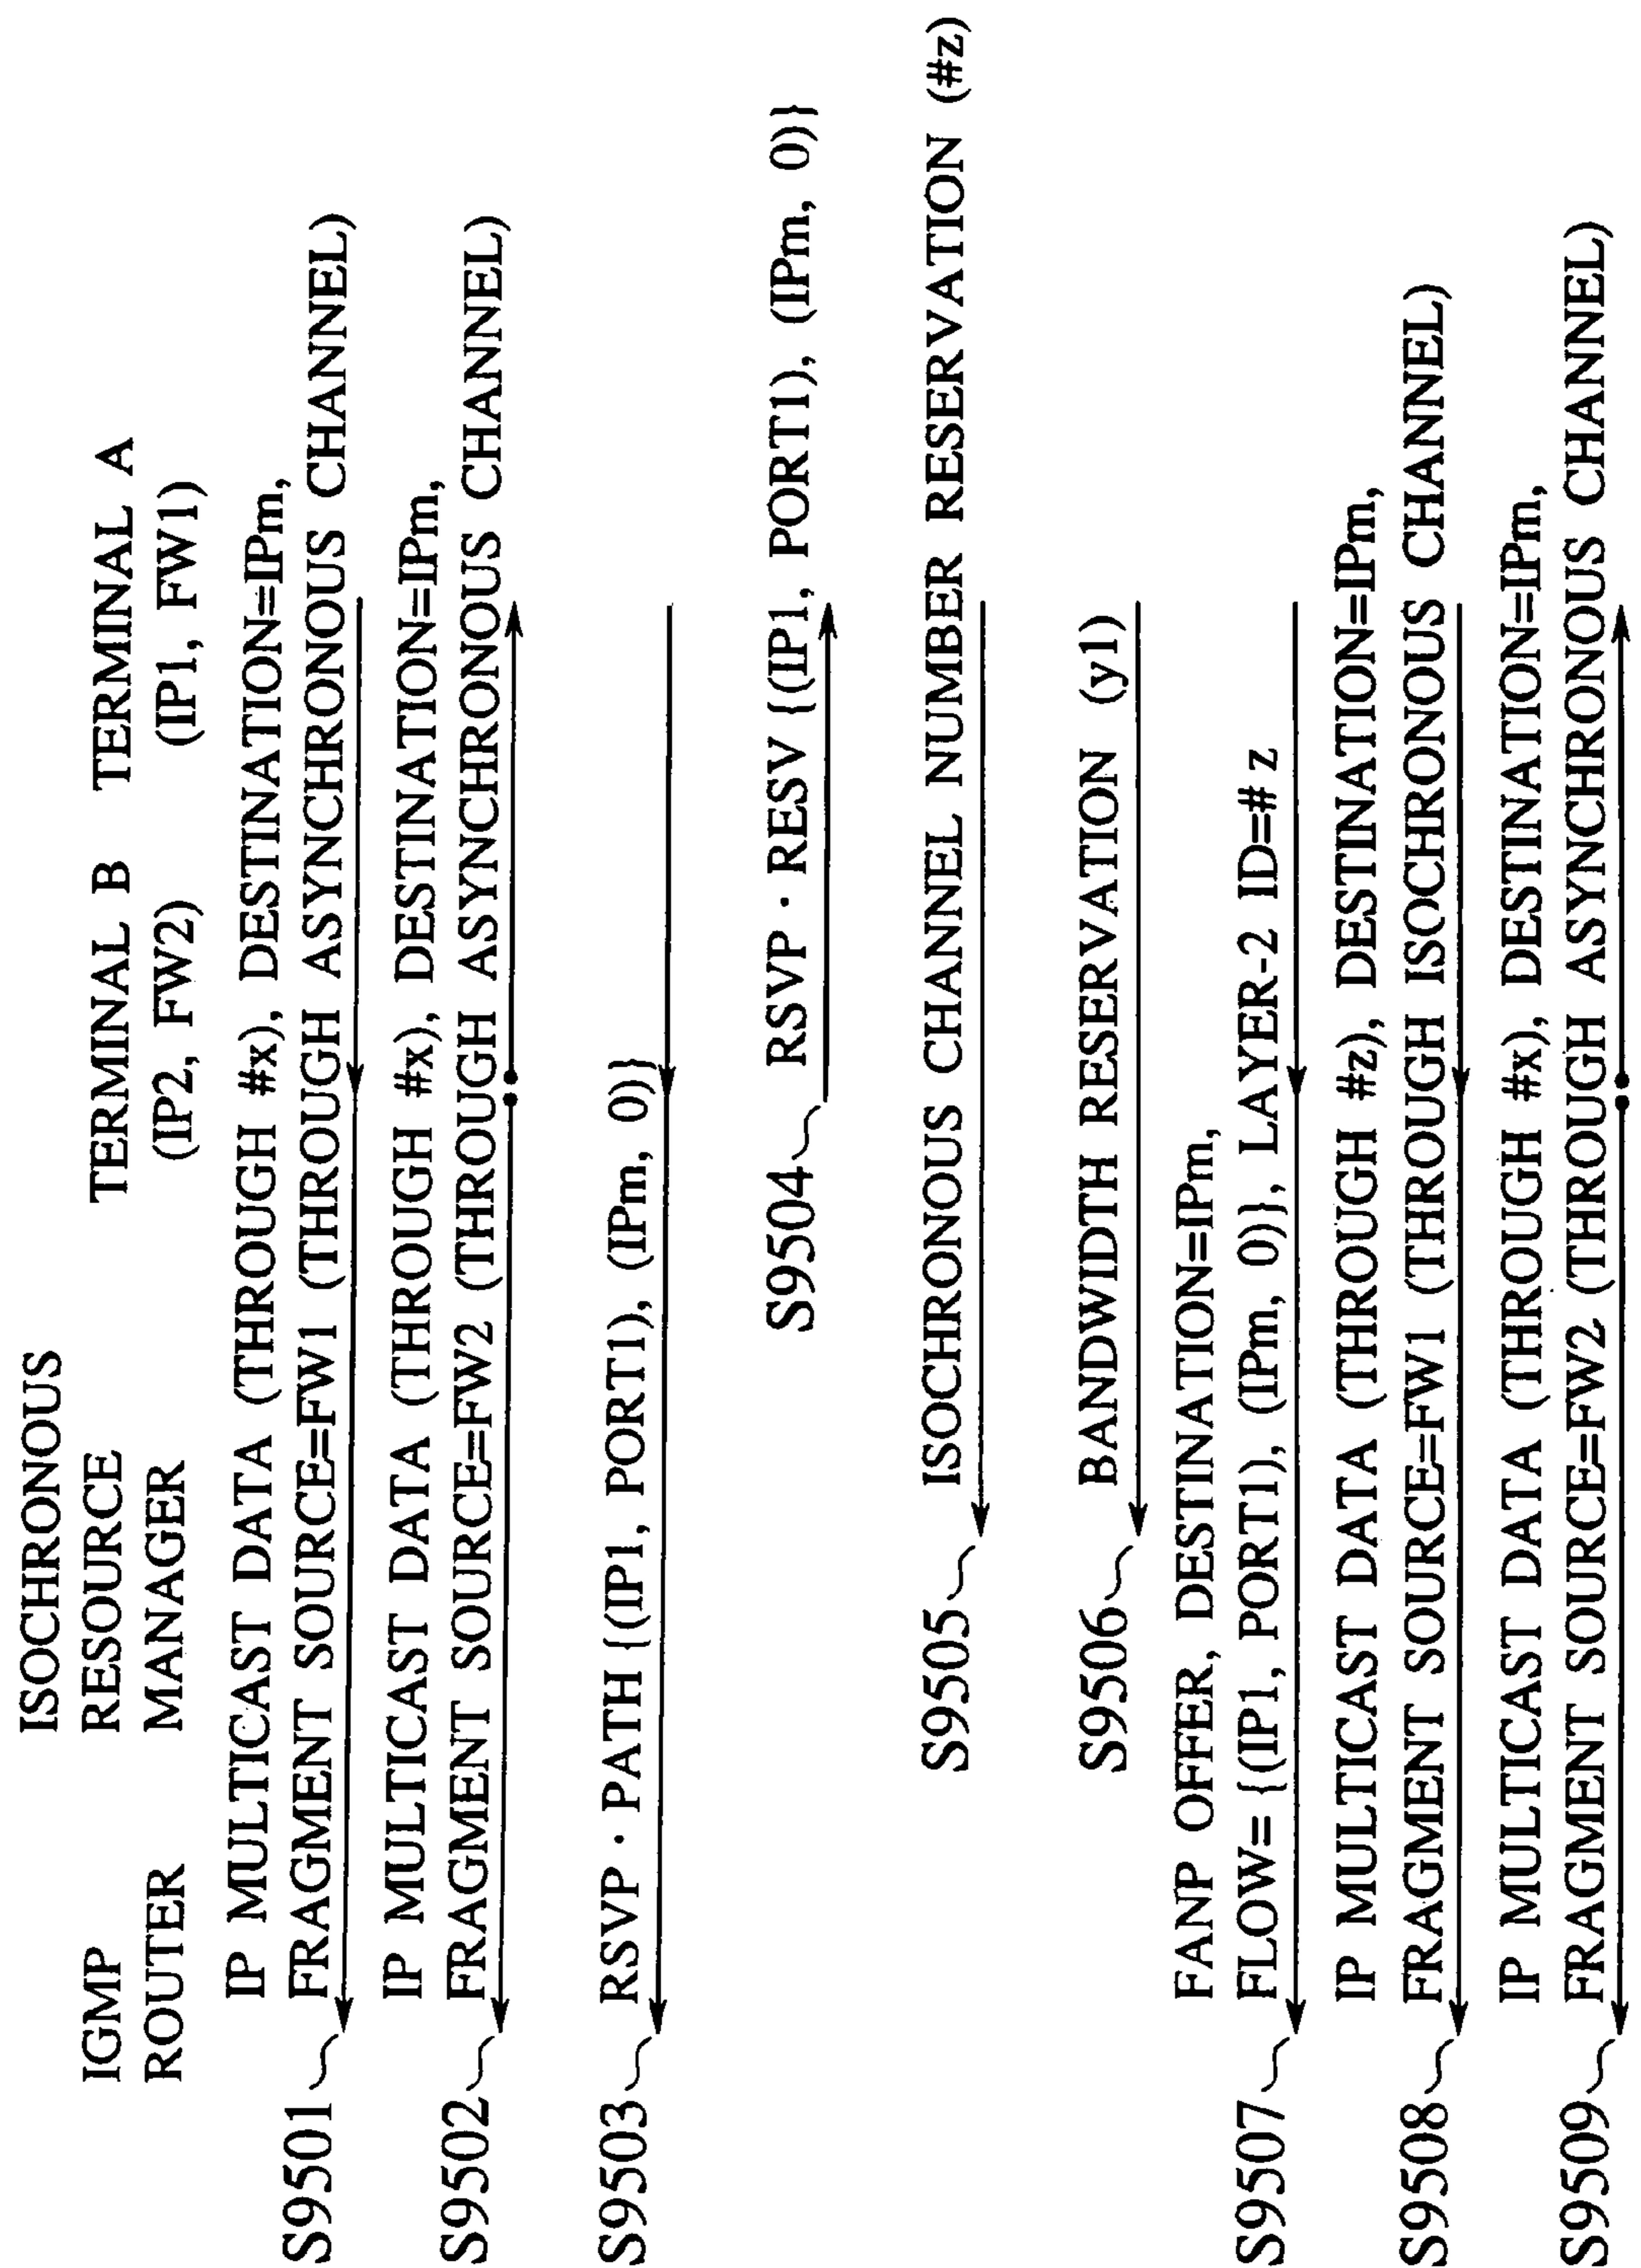 IGMP
ROUTER
ISOCHRONOUS
RESOURCE
MANAGER
TERMINAL B
(IP2, FW2)
TERMINAL A
(IP1, FW1)
S9501
IP MULTICAST DATA (THROUGH #x), DESTINATION=IPm,
FRAGMENT SOURCE=FW1 (THROUGH ASYNCHRONOUS CHANNEL)
S9502
IP MULTICAST DATA (THROUGH #x), DESTINATION=IPm,
FRAGMENT SOURCE=FW2 (THROUGH ASYNCHRONOUS CHANNEL)
S9503
RSVP · PATH {(IP1, PORT1), (IPm, 0)}
S9504
RSVP · RESV {(IP1, PORT1), (IPm, 0)}
S9505
ISOCHRONOUS CHANNEL NUMBER RESERVATION (#z)
S9506
BANDWIDTH RESERVATION (y1)
S9507
FANP OFFER, DESTINATION=IPm,
FLOW= {(IP1, PORT1), (IPm, 0)}, LAYER-2 ID=# z
S9508
IP MULTICAST DATA (THROUGH #z), DESTINATION=IPm,
FRAGMENT SOURCE=FW1 (THROUGH ISOCHRONOUS CHANNEL)
S9509
IP MULTICAST DATA (THROUGH #x), DESTINATION=IPm,
FRAGMENT SOURCE=FW2 (THROUGH ASYNCHRONOUS CHANNEL)